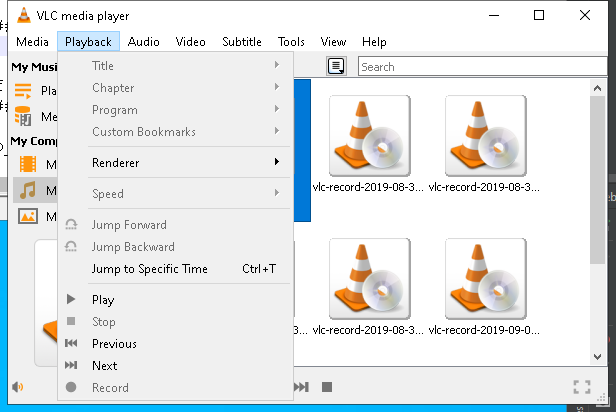 VLC media player
Media Playback Audio Video Subtitle Tools View Help
My Musi
Pla
Me
My Comp
M
M
M
Title
Chapter
Program
Custom Bookmarks
Renderer
Speed
Jump Forward
Jump Backward
Jump to Specific Time Ctrl+T
Play
Stop
Previous
Next
Record
Search
vlc-record-2019-08-3... vlc-record-2019-08-3...
3... vlc-record-2019-08-3... vlc-record-2019-09-0...